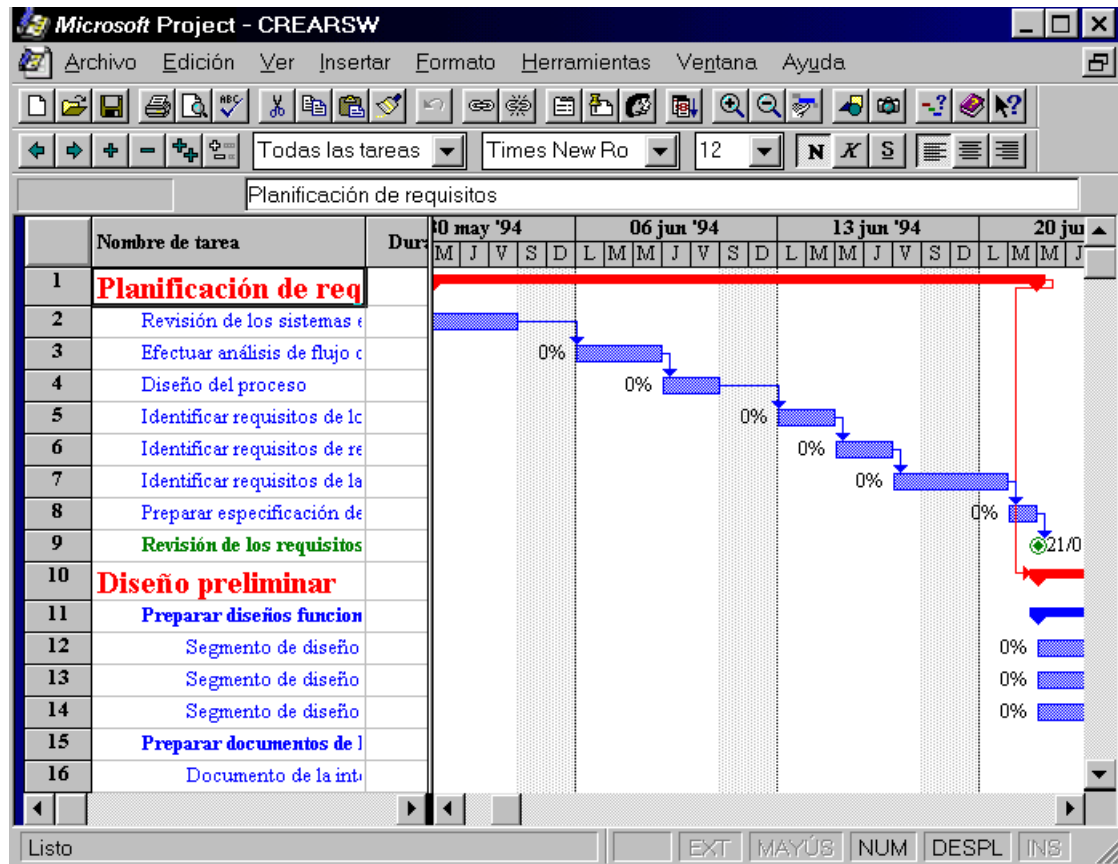 Microsoft Project - CREARSW
Archivo Edición Ver Insertar Formato Herramientas Ventana Ayuda
ABC
Todas las tareas Times New Ro 12 N K S
Planificación de requisitos
Nombre de tarea Dura
30 may '94 06 jun '94 13 jun '94 20 jun
M J V S D L M M J V S D L M M J V S D L M M J
1 Planificación de req
2 Revisión de los sistemas e
3 Efectuar análisis de flujo d 0%
4 Diseño del proceso 0%
5 Identificar requisitos de lo 0%
6 Identificar requisitos de re 0%
7 Identificar requisitos de la 0%
8 Preparar especificación de 0%
9 Revisión de los requisitos 21/0
10 Diseño preliminar
11 Preparar diseños funcion
12 Segmento de diseño 0%
13 Segmento de diseño 0%
14 Segmento de diseño 0%
15 Preparar documentos de l
16 Documento de la int
Listo EXT MAYÚS NUM DESPL INS